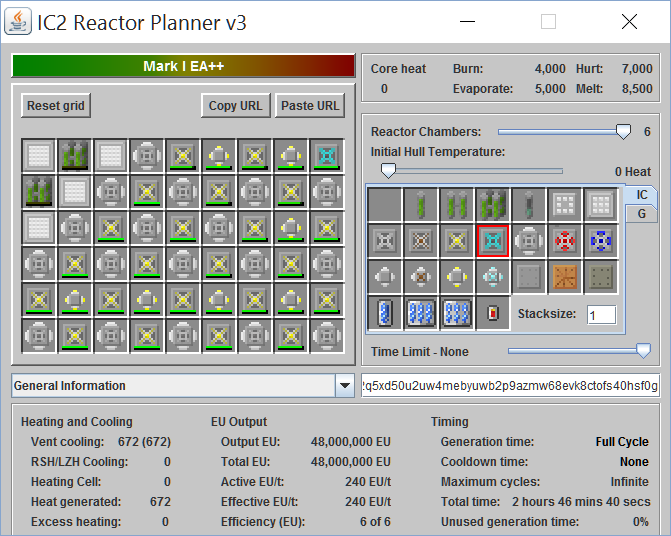 IC2 Reactor Planner v3
Mark I EA++
Reset grid
Copy URL
Paste URL
Core heat Burn: 4,000 Hurt: 7,000
0 Evaporate: 5,000 Melt: 8,500
Reactor Chambers: 6
Initial Hull Temperature:
0 Heat
IC
G
Stacksize: 1
Time Limit - None
General Information
q5xd50u2uw4mebyuwb2p9azmw68evk8ctofs40hsf0g
Heating and Cooling
Vent cooling: 672 (672)
RSH/LZH Cooling: 0
Heating Cell: 0
Heat generated: 672
Excess heating: 0
EU Output
Output EU: 48,000,000 EU
Total EU: 48,000,000 EU
Active EU/t: 240 EU/t
Effective EU/t: 240 EU/t
Efficiency (EU): 6 of 6
Timing
Generation time: Full Cycle
Cooldown time: None
Maximum cycles: Infinite
Total time: 2 hours 46 mins 40 secs
Unused generation time: 0%